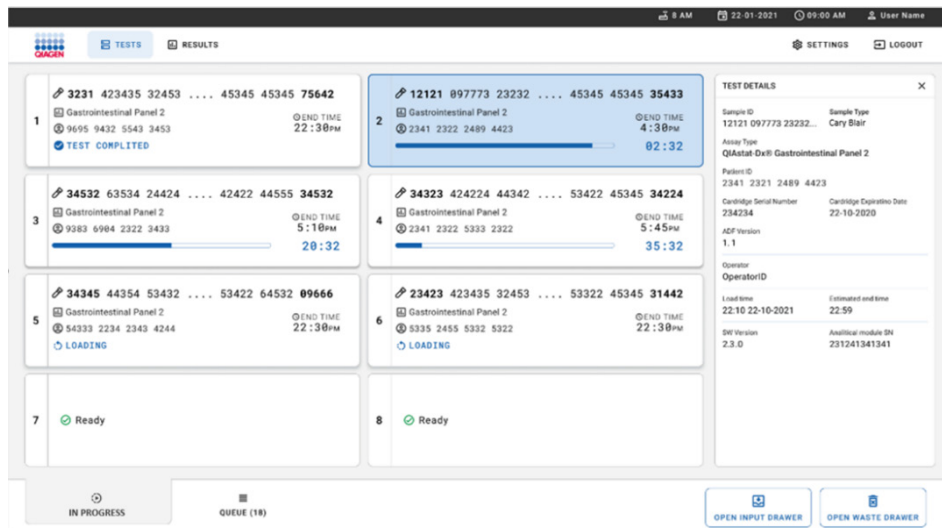 8 AM 22-01-2021 09:00 AM User Name
QIAGEN TESTS RESULTS SETTINGS LOGOUT
1
3231 423435 32453 .... 45345 45345 75642
Gastrointestinal Panel 2
9695 9432 5543 3453
TEST COMPLITED
END TIME
22:30PM
2
12121 097773 23232 .... 45345 45345 35433
Gastrointestinal Panel 2
2341 2322 2489 4423
END TIME
4:30PM
02:32
3
34532 63534 24424 .... 42422 44555 34532
Gastrointestinal Panel 2
9383 6904 2322 3433
END TIME
5:10PM
20:32
4
34323 424224 44342 .... 53422 45345 34224
Gastrointestinal Panel 2
2341 2322 5333 2322
END TIME
5:45PM
35:32
5
34345 44354 53432 .... 53422 64532 09666
Gastrointestinal Panel 2
54333 2234 2343 4244
LOADING
END TIME
22:30PM
6
23423 423435 32453 .... 53322 45345 31442
Gastrointestinal Panel 2
5335 2455 5332 5322
LOADING
END TIME
22:30PM
7
Ready
8
Ready
TEST DETAILS
Sample ID Sample Type
12121 097773 23232... Cary Blair
Assay Type
QIAstat-Dx® Gastrointestinal Panel 2
Patient ID
2341 2321 2489 4423
Cardridge Serial Number Cardridge Expiratino Date
234234 22-10-2020
ADF Version
1.1
Operator
OperatorID
Load time Estimated end time
22:10 22-10-2021 22:59
SW Version Analitical module SN
2.3.0 231241341341
IN PROGRESS
QUEUE (18)
OPEN INPUT DRAWER
OPEN WASTE DRAWER